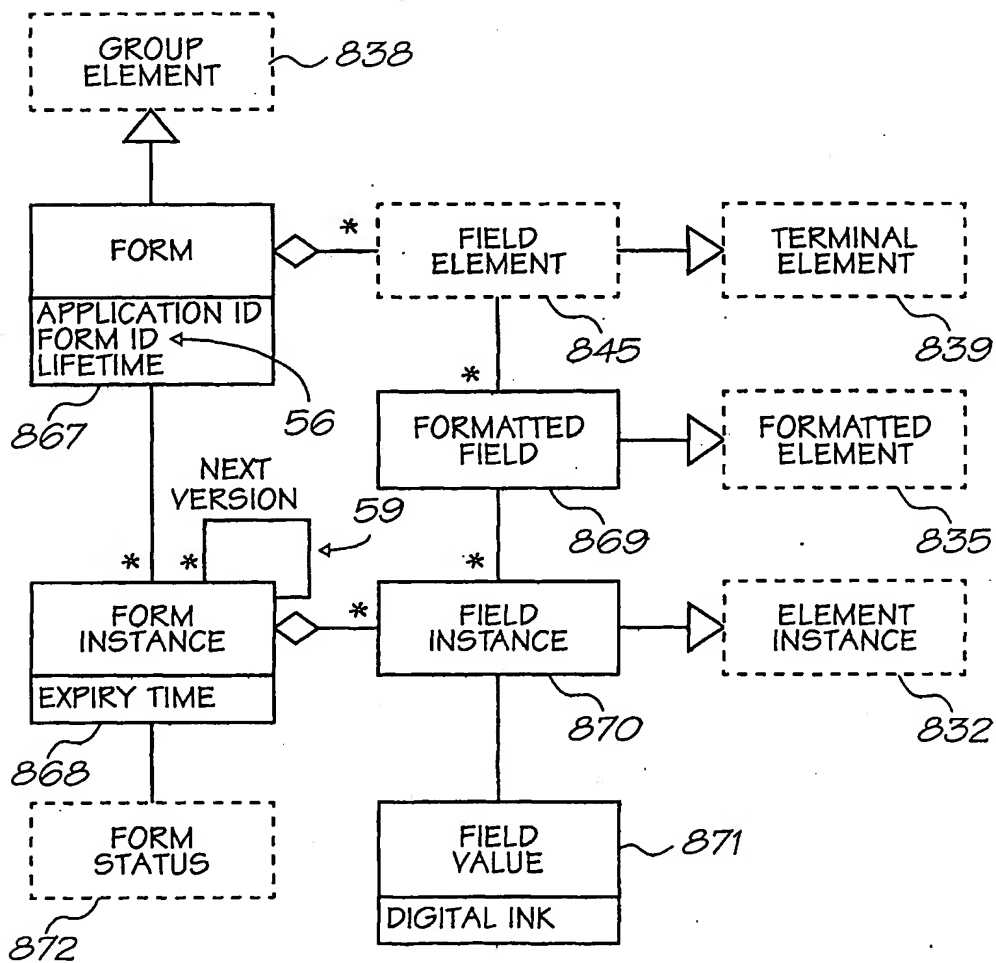 GROUP
ELEMENT
838
FORM
APPLICATION ID
FORM ID
LIFETIME
867
56
*
FIELD
ELEMENT
845
TERMINAL
ELEMENT
839
*
FORMATTED
FIELD
869
FORMATTED
ELEMENT
835
NEXT
VERSION
59
*
*
FORM
INSTANCE
EXPIRY TIME
868
*
*
FIELD
INSTANCE
870
ELEMENT
INSTANCE
832
FORM
STATUS
872
FIELD
VALUE
DIGITAL INK
871